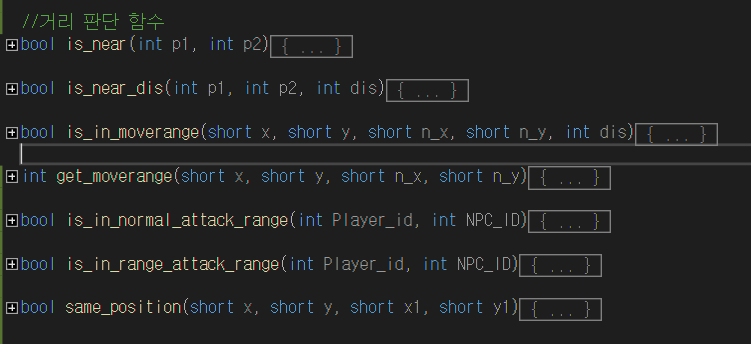 //거리 판단 함수
bool is_near(int p1, int p2){ ... }
bool is_near_dis(int p1, int p2, int dis){ ... }
bool is_in_moverange(short x, short y, short n_x, short n_y, int dis){ ... }
int get_moverange(short x, short y, short n_x, short n_y){ ... }
bool is_in_normal_attack_range(int Player_id, int NPC_ID){ ... }
bool is_in_range_attack_range(int Player_id, int NPC_ID){ ... }
bool same_position(short x, short y, short x1, short y1){ ... }